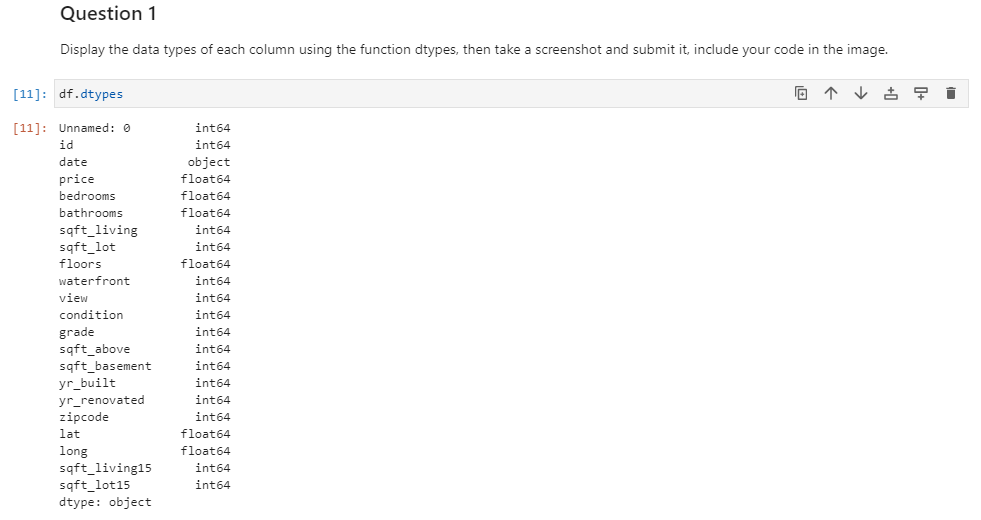 Question 1
Display the data types of each column using the function dtypes, then take a screenshot and submit it, include your code in the image.
[11]: df.dtypes
[11]: Unnamed: 0 int64
id int64
date object
price float64
bedrooms float64
bathrooms float64
sqft_living int64
sqft_lot int64
floors float64
waterfront int64
view int64
condition int64
grade int64
sqft_above int64
sqft_basement int64
yr_built int64
yr_renovated int64
zipcode int64
lat float64
long float64
sqft_living15 int64
sqft_lot15 int64
dtype: object